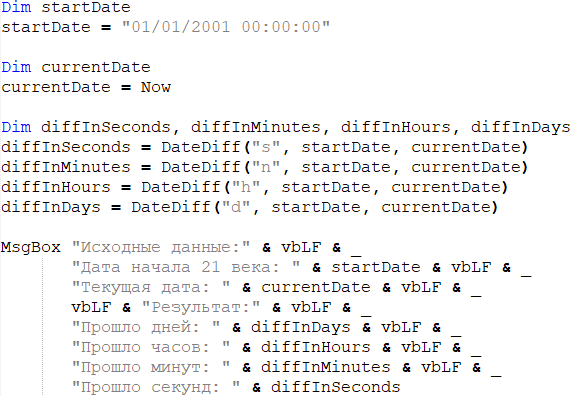 Dim startDate
startDate = "01/01/2001 00:00:00"

Dim currentDate
currentDate = Now

Dim diffInSeconds, diffInMinutes, diffInHours, diffInDays
diffInSeconds = DateDiff("s", startDate, currentDate)
diffInMinutes = DateDiff("n", startDate, currentDate)
diffInHours = DateDiff("h", startDate, currentDate)
diffInDays = DateDiff("d", startDate, currentDate)

MsgBox "Исходные данные:" & vbLF & _
       "Дата начала 21 века: " & startDate & vbLF & _
       "Текущая дата: " & currentDate & vbLF & _
       vbLF & "Результат:" & vbLF & _
       "Прошло дней: " & diffInDays & vbLF & _
       "Прошло часов: " & diffInHours & vbLF & _
       "Прошло минут: " & diffInMinutes & vbLF & _
       "Прошло секунд: " & diffInSeconds